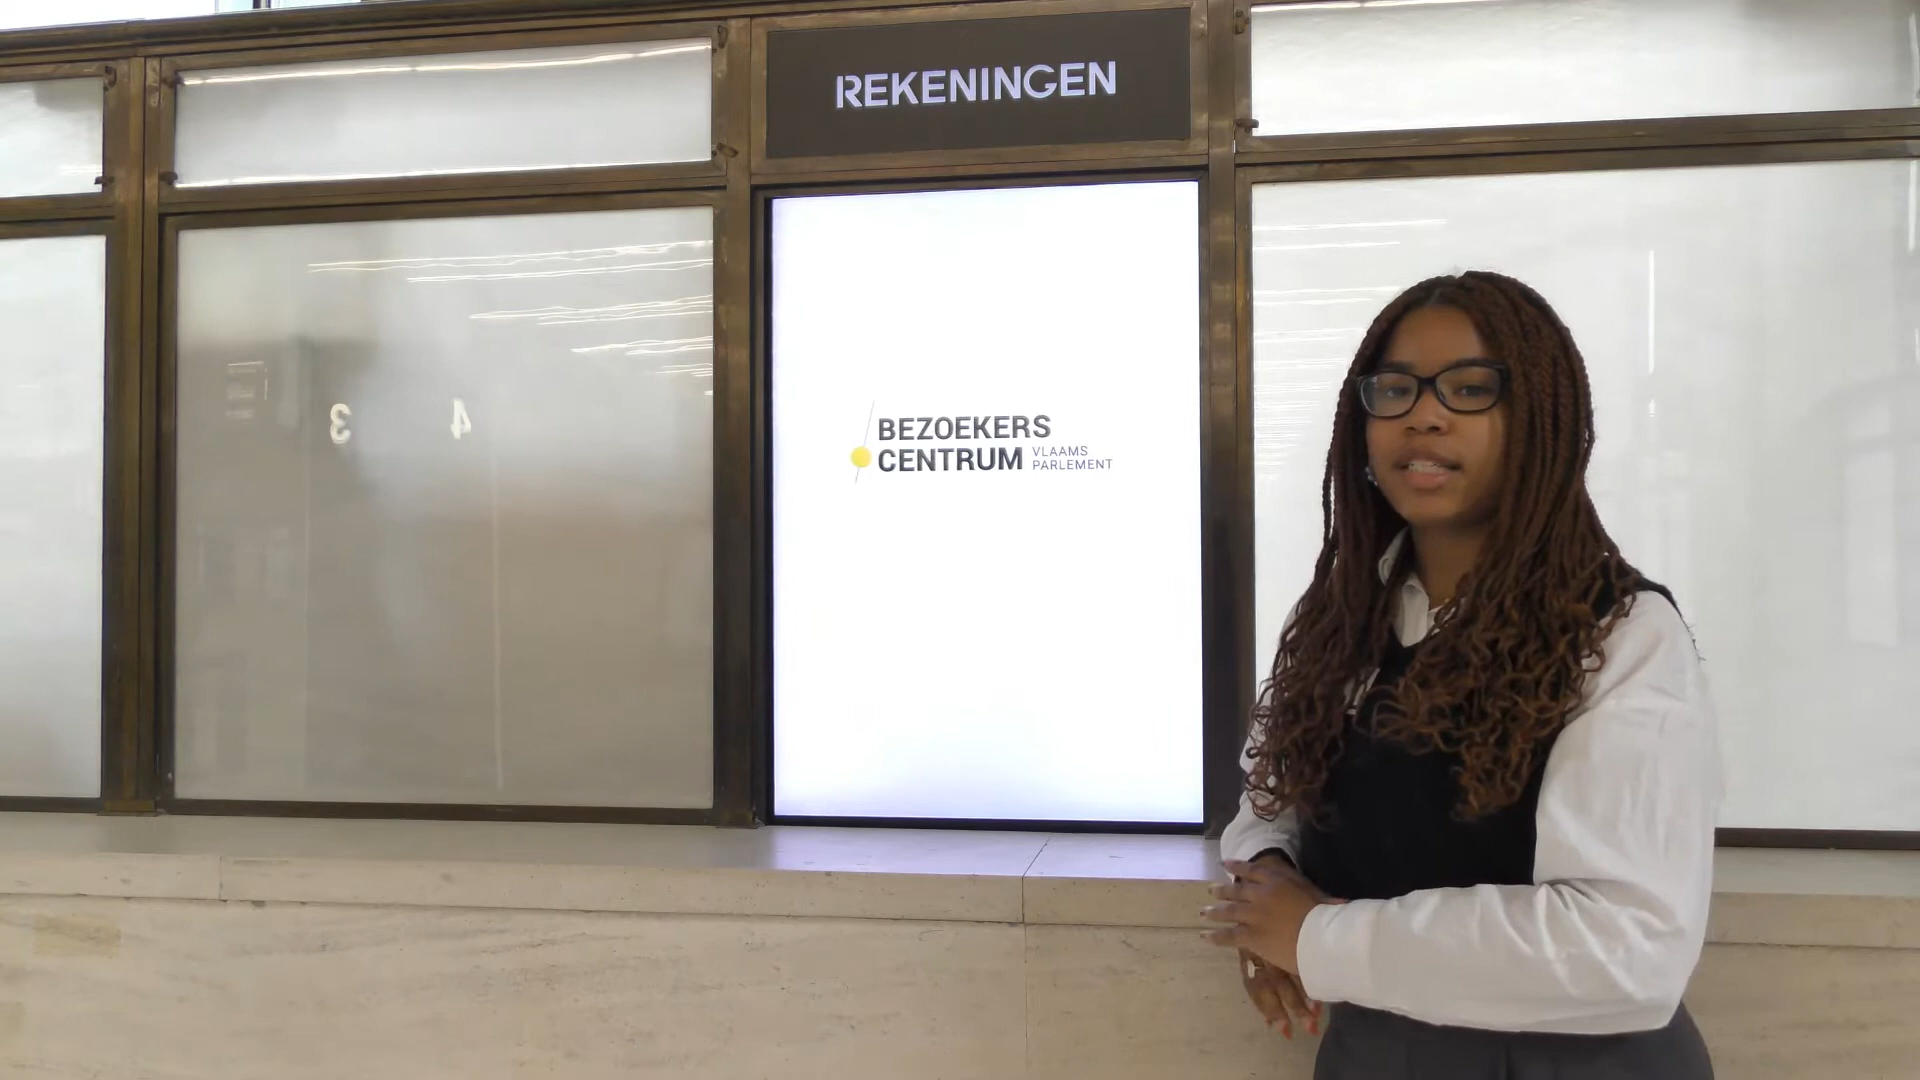 REKENINGEN
3 4
BEZOEKERS
CENTRUM VLAAMS
PARLEMENT